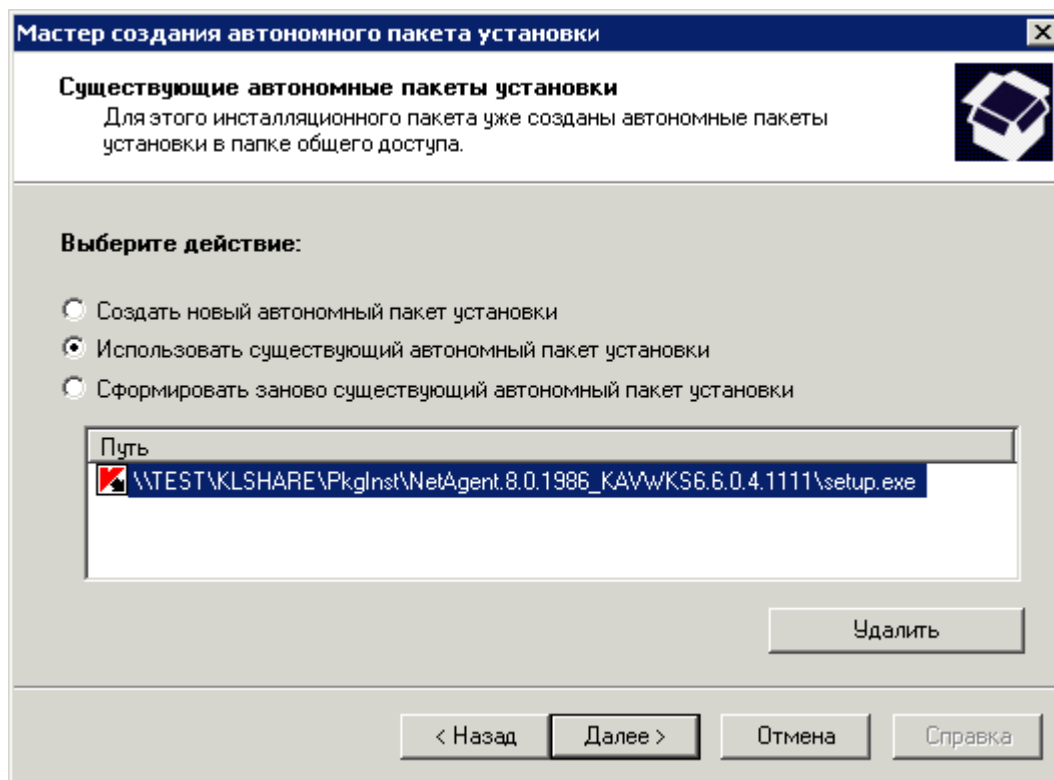 Мастер создания автономного пакета установки
Существующие автономные пакеты установки
Для этого инсталляционного пакета уже созданы автономные пакеты
установки в папке общего доступа.
Выберите действие:
Создать новый автономный пакет установки
Использовать существующий автономный пакет установки
Сформировать заново существующий автономный пакет установки
Путь
\\TEST\KLSHARE\PkgInst\NetAgent.8.0.1986_KAVWKS6.6.0.4.1111\setup.exe
Удалить
< Назад
Далее >
Отмена
Справка